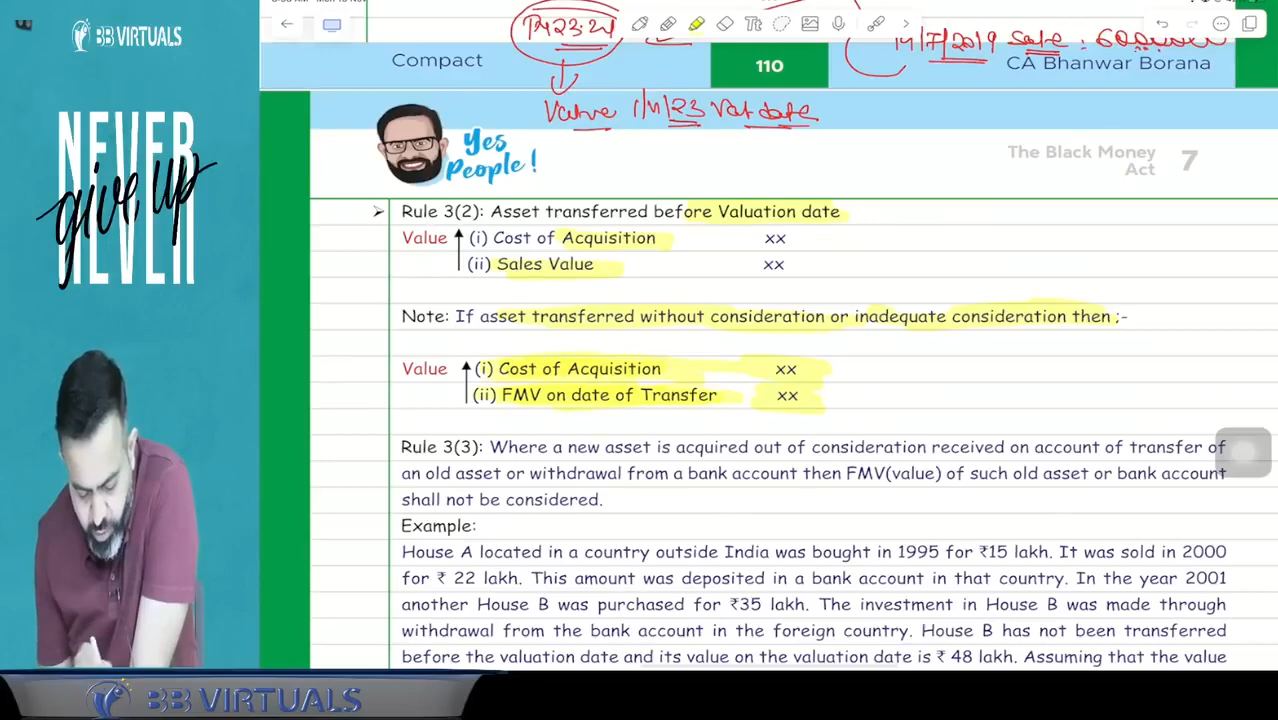 BB VIRTUALS
PY 23-24
14/7/2019 Sale :
Compact
110
CA Bhanwar Borana
Value 1/4/23 Val date
Yes
People!
The Black Money
Act
7
NEVER
give up
NEVER
➢ Rule 3(2): Asset transferred before Valuation date
Value ↑ (i) Cost of Acquisition xx
(ii) Sales Value xx
Note: If asset transferred without consideration or inadequate consideration then ;-
Value ↑ (i) Cost of Acquisition xx
(ii) FMV on date of Transfer xx
Rule 3(3): Where a new asset is acquired out of consideration received on account of transfer of
an old asset or withdrawal from a bank account then FMV(value) of such old asset or bank account
shall not be considered.
Example:
House A located in a country outside India was bought in 1995 for ₹15 lakh. It was sold in 2000
for ₹ 22 lakh. This amount was deposited in a bank account in that country. In the year 2001
another House B was purchased for ₹35 lakh. The investment in House B was made through
withdrawal from the bank account in the foreign country. House B has not been transferred
before the valuation date and its value on the valuation date is ₹ 48 lakh. Assuming that the value
BB VIRTUALS